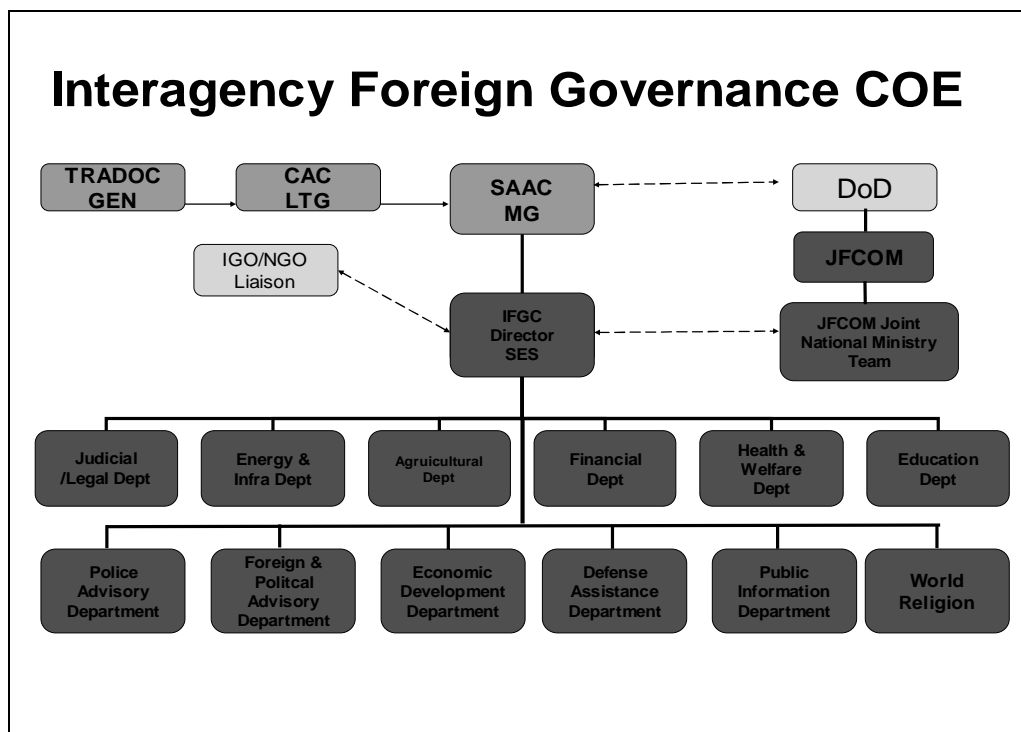 Interagency Foreign Governance COE
TRADOC
GEN
CAC
LTG
SAAC
MG
DoD
IGO/NGO
Liaison
JFCOM
IFGC
Director
SES
JFCOM Joint
National Ministry
Team
Judicial
/Legal Dept
Energy &
Infra Dept
Agruicultural
Dept
Financial
Dept
Health &
Welfare
Dept
Education
Dept
Police
Advisory
Department
Foreign &
Politcal
Advisory
Department
Economic
Development
Department
Defense
Assistance
Department
Public
Information
Department
World
Religion